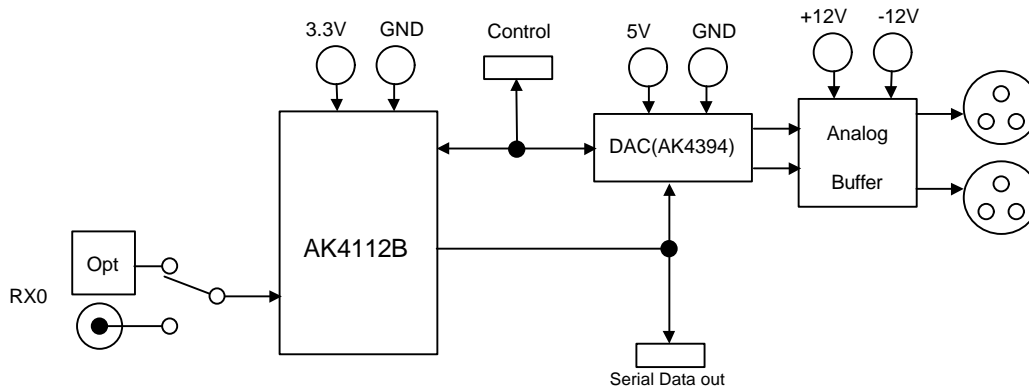 3.3V
GND
Control
5V
GND
+12V
-12V
DAC(AK4394)
Analog
Buffer
AK4112B
Opt
RX0
Serial Data out